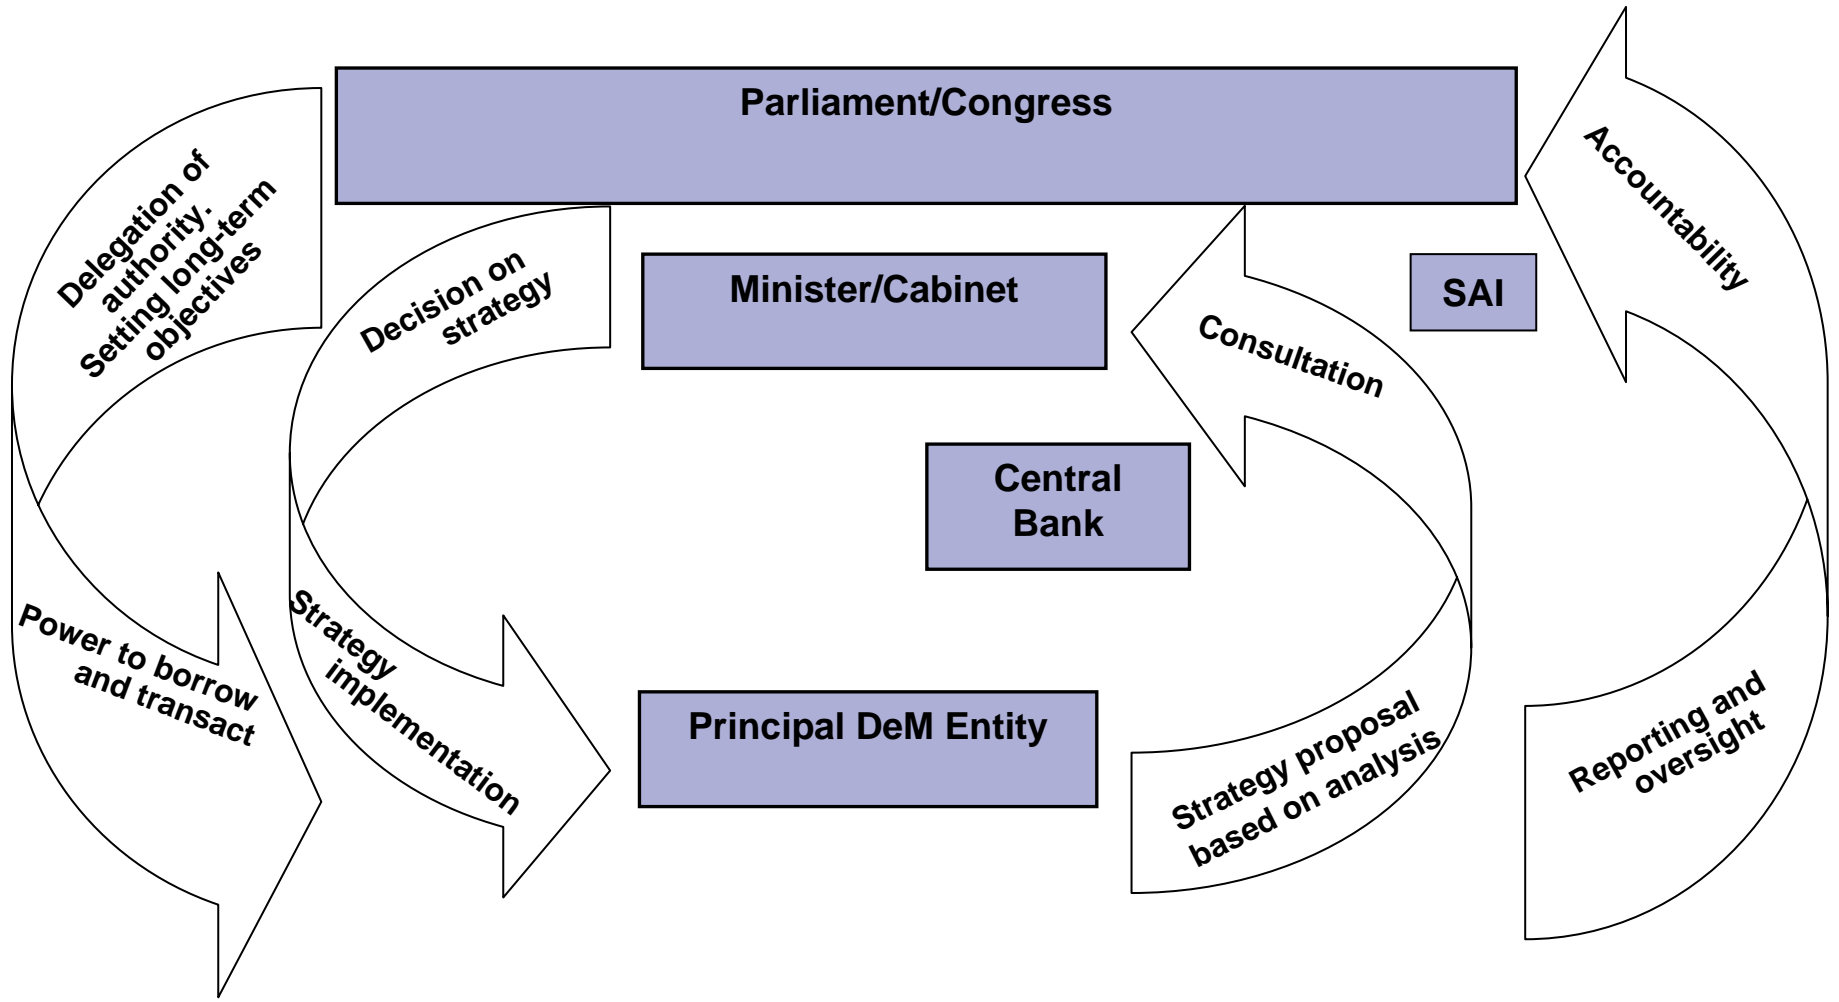 Parliament/Congress
Delegation of
authority.
Setting long-term
objectives
Decision on
strategy
Minister/Cabinet
Consultation
SAI
Accountability
Central
Bank
Power to borrow
and transact
Strategy
implementation
Principal DeM Entity
Strategy proposal
based on analysis
Reporting and
oversight